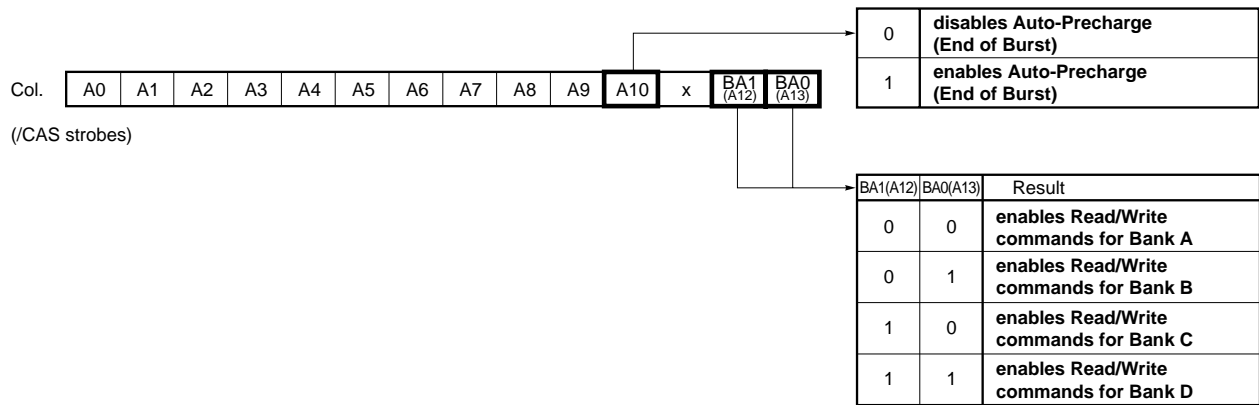 0 disables Auto-Precharge
(End of Burst)
1 enables Auto-Precharge
(End of Burst)
Col. A0 A1 A2 A3 A4 A5 A6 A7 A8 A9 A10 x BA1 BA0
(A12) (A13)
(/CAS strobes)
BA1(A12) BA0(A13) Result
0 0 enables Read/Write
commands for Bank A
0 1 enables Read/Write
commands for Bank B
1 0 enables Read/Write
commands for Bank C
1 1 enables Read/Write
commands for Bank D